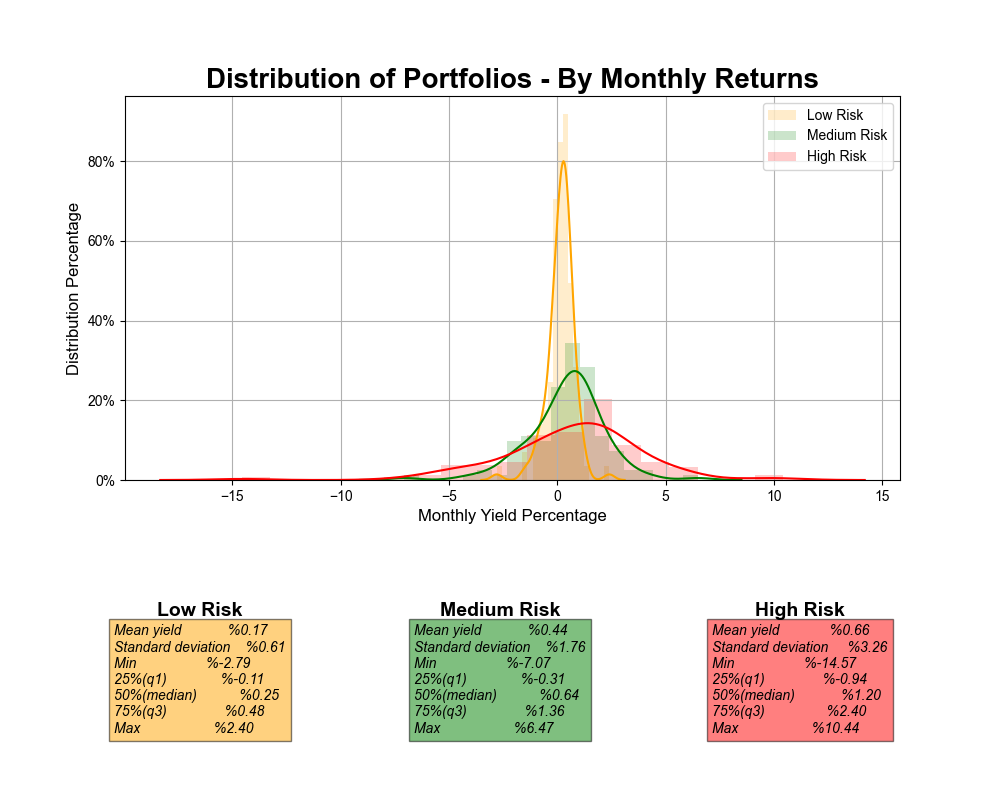 Distribution of Portfolios - By Monthly Returns
Low Risk
Medium Risk
High Risk
Distribution Percentage
80%
60%
40%
20%
0%
−15
−10
−5
0
5
10
15
Monthly Yield Percentage
Low Risk
Mean yield %0.17
Standard deviation %0.61
Min %-2.79
25%(q1) %-0.11
50%(median) %0.25
75%(q3) %0.48
Max %2.40
Medium Risk
Mean yield %0.44
Standard deviation %1.76
Min %-7.07
25%(q1) %-0.31
50%(median) %0.64
75%(q3) %1.36
Max %6.47
High Risk
Mean yield %0.66
Standard deviation %3.26
Min %-14.57
25%(q1) %-0.94
50%(median) %1.20
75%(q3) %2.40
Max %10.44